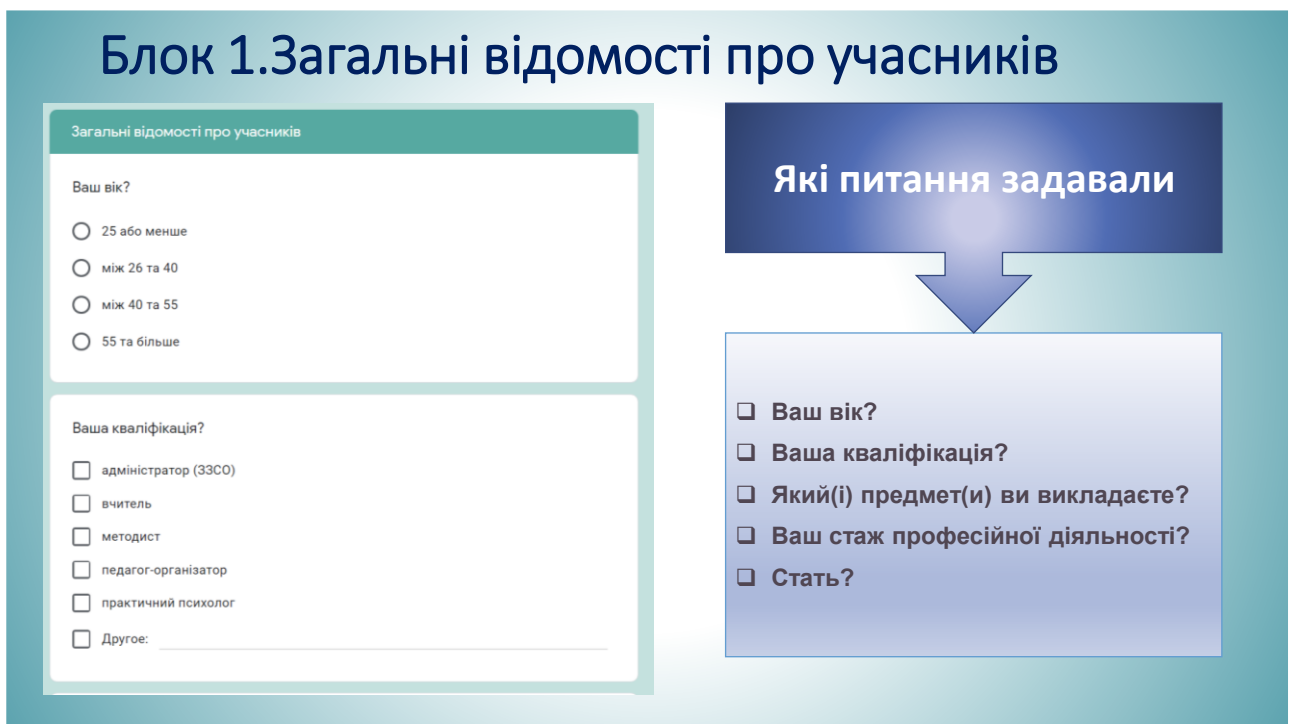 Блок 1.Загальні відомості про учасників
Загальні відомості про учасників
Ваш вік?
25 або менше
між 26 та 40
між 40 та 55
55 та більше
Ваша кваліфікація?
адміністратор (ЗЗСО)
вчитель
методист
педагог-організатор
практичний психолог
Другое:
Які питання задавали
Ваш вік?
Ваша кваліфікація?
Який(і) предмет(и) ви викладаєте?
Ваш стаж професійної діяльності?
Стать?